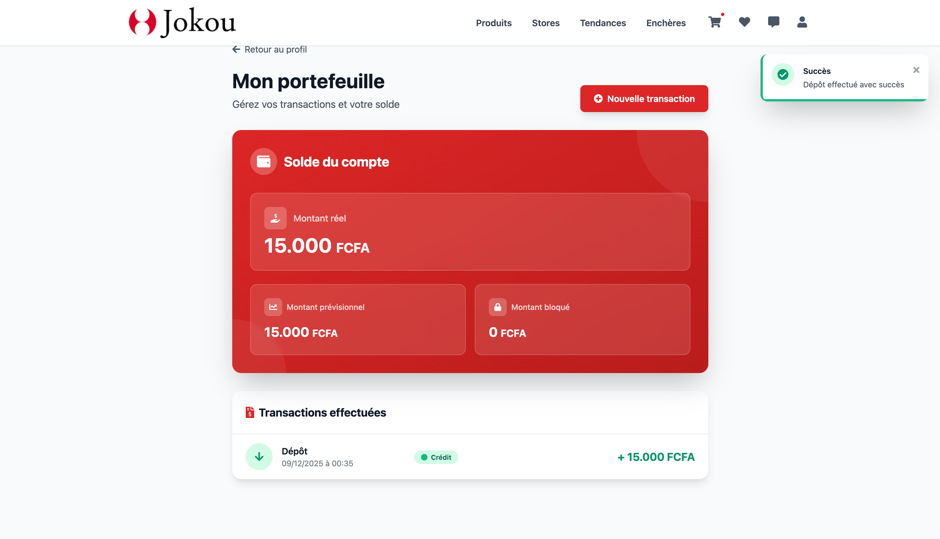 Jokou
Produits Stores Tendances Enchères
Retour au profil
Mon portefeuille
Gérez vos transactions et votre solde
Nouvelle transaction
Succès
Dépôt effectué avec succès
Solde du compte
Montant réel
15.000 FCFA
Montant prévisionnel
15.000 FCFA
Montant bloqué
0 FCFA
Transactions effectuées
Dépôt
09/12/2025 à 00:35
Crédit
+ 15.000 FCFA